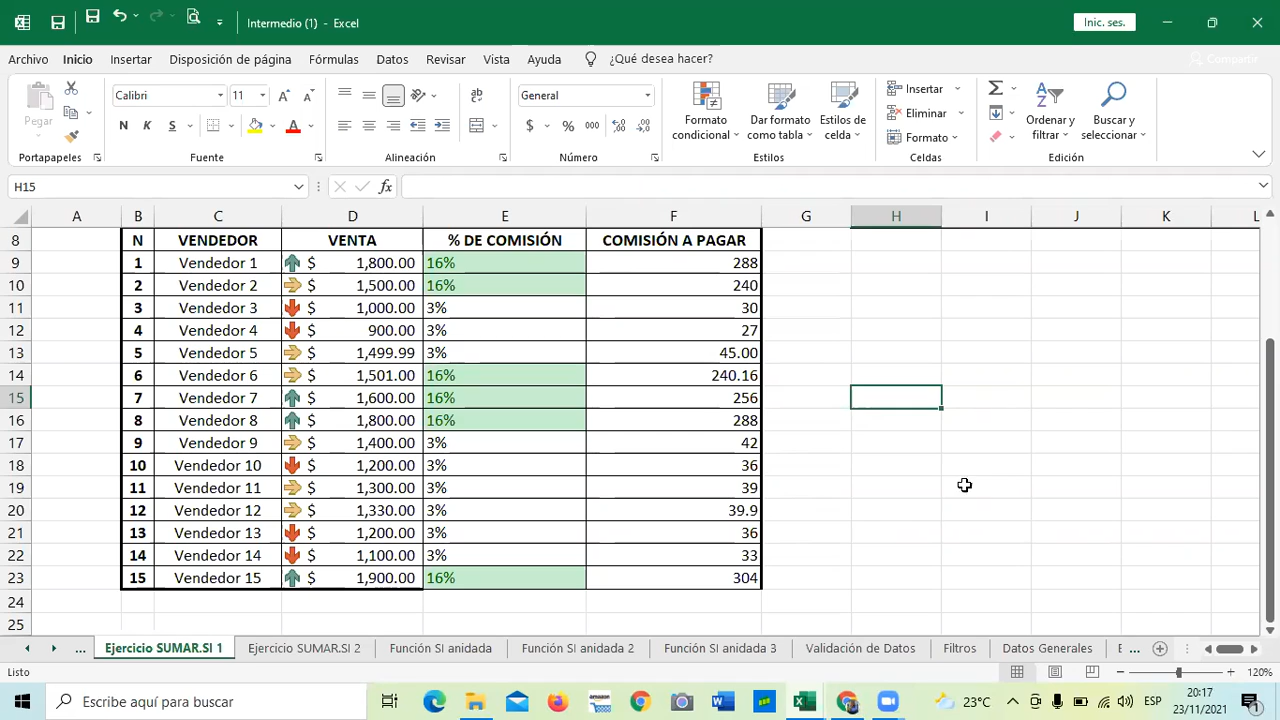 Intermedio (1) - Excel
Inic. ses.
Archivo Inicio Insertar Disposición de página Fórmulas Datos Revisar Vista Ayuda ¿Qué desea hacer? Compartir
Pegar
Calibri 11
N K S
General
$ % 000
Formato condicional
Dar formato como tabla
Estilos de celda
Insertar
Eliminar
Formato
Ordenar y filtrar
Buscar y seleccionar
Portapapeles Fuente Alineación Número Estilos Celdas Edición
H15 fx
A B C D E F G H I J K L
8 N VENDEDOR VENTA % DE COMISIÓN COMISIÓN A PAGAR
9 1 Vendedor 1 $ 1,800.00 16% 288
10 2 Vendedor 2 $ 1,500.00 16% 240
11 3 Vendedor 3 $ 1,000.00 3% 30
12 4 Vendedor 4 $ 900.00 3% 27
13 5 Vendedor 5 $ 1,499.99 3% 45.00
14 6 Vendedor 6 $ 1,501.00 16% 240.16
15 7 Vendedor 7 $ 1,600.00 16% 256
16 8 Vendedor 8 $ 1,800.00 16% 288
17 9 Vendedor 9 $ 1,400.00 3% 42
18 10 Vendedor 10 $ 1,200.00 3% 36
19 11 Vendedor 11 $ 1,300.00 3% 39
20 12 Vendedor 12 $ 1,330.00 3% 39.9
21 13 Vendedor 13 $ 1,200.00 3% 36
22 14 Vendedor 14 $ 1,100.00 3% 33
23 15 Vendedor 15 $ 1,900.00 16% 304
24
25
... Ejercicio SUMAR.SI 1 Ejercicio SUMAR.SI 2 Función SI anidada Función SI anidada 2 Función SI anidada 3 Validación de Datos Filtros Datos Generales E ...
Listo 120%
Escribe aquí para buscar 23°C ESP 20:17
23/11/2021